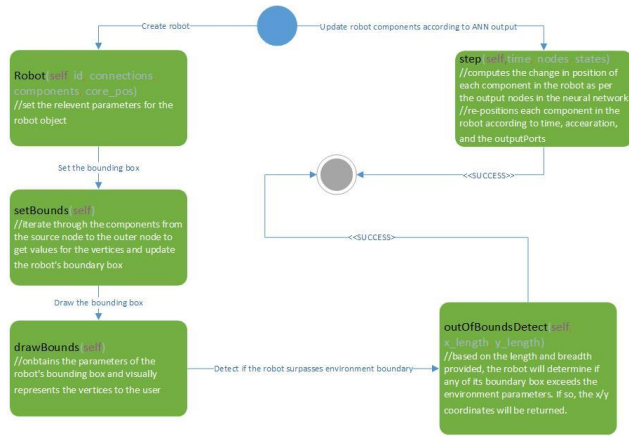 Create robot
Update robot components according to ANN output
Robot(self id connections
components core_pos)
//set the relevent parameters for the
robot object
step(self,time nodes states)
//computes the change in position of
each component in the robot as per
the output nodes in the neural network
//re-positions each component in the
robot according to time, accearation,
and the outputPorts
Set the bounding box
<<SUCCESS>>
setBounds(self)
//iterate through the components from
the source node to the outer node to
get values for the vertices and update
the robot's boundary box
<<SUCCESS>
Draw the bounding box
drawBounds(self)
//onbtains the parameters of the
robot's bounding box and visually
represents the vertices to the user
Detect if the robot surpasses environment boundary
outOfBoundsDetect(self,
x_length y_length)
//based on the length and breadth
provided, the robot will determine if
any of its boundary box exceeds the
environment parameters. If so, the x/y
coordinates will be returned.